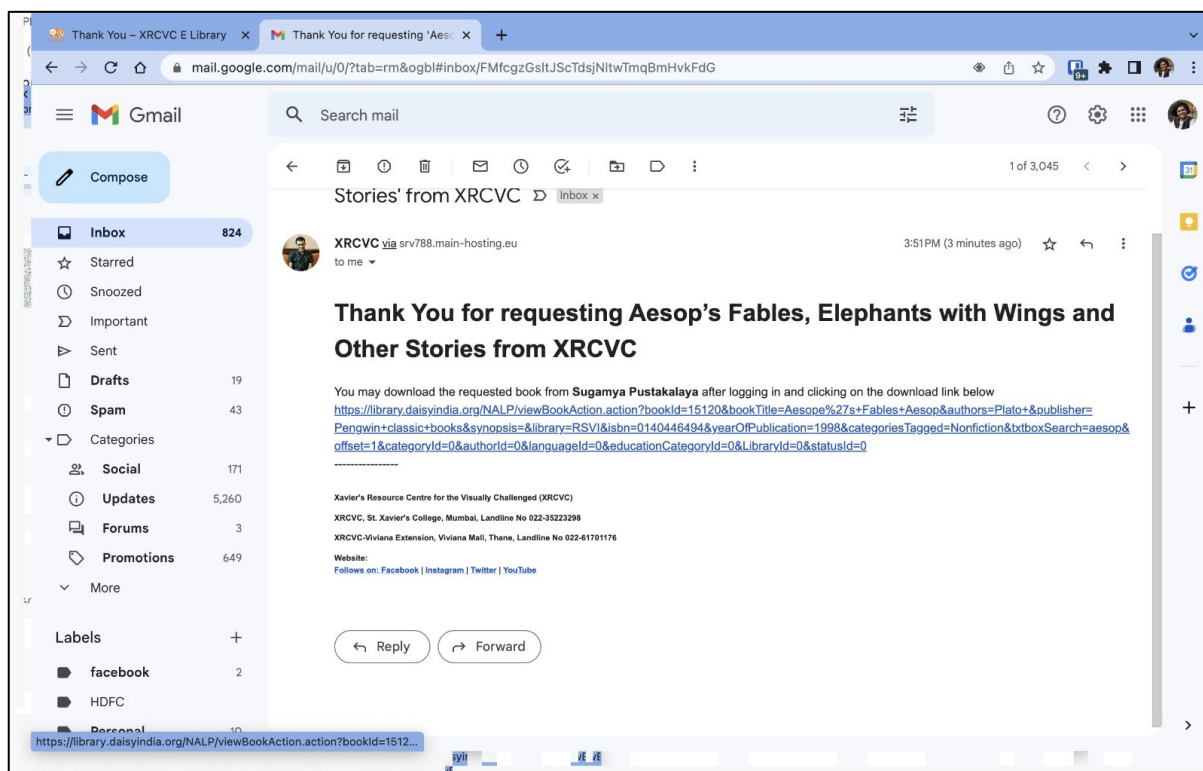 Thank You – XRCVC E Library
Thank You for requesting 'Aeso
mail.google.com/mail/u/0/?tab=rm&ogbl#inbox/FMfcgzGsltJScTdsjNltwTmqBmHvkFdG
9+
Gmail
Search mail
Compose
1 of 3,045
Stories' from XRCVC Inbox x
Inbox 824
Starred
Snoozed
Important
Sent
Drafts 19
Spam 43
Categories
Social 171
Updates 5,260
Forums 3
Promotions 649
More
Labels
facebook 2
HDFC
Personal 10
XRCVC via srv788.main-hosting.eu 3:51 PM (3 minutes ago)
to me
Thank You for requesting Aesop's Fables, Elephants with Wings and
Other Stories from XRCVC
You may download the requested book from Sugamya Pustakalaya after logging in and clicking on the download link below
https://library.daisyindia.org/NALP/viewBookAction.action?bookId=15120&bookTitle=Aesope%27s+Fables+Aesop&authors=Plato+&publisher=
Pengwin+classic+books&synopsis=&library=RSVI&isbn=0140446494&yearOfPublication=1998&categoriesTagged=Nonfiction&txtboxSearch=aesop&
offset=1&categoryId=0&authorId=0&languageId=0&educationCategoryId=0&LibraryId=0&statusId=0
----------------
Xavier's Resource Centre for the Visually Challenged (XRCVC)
XRCVC, St. Xavier's College, Mumbai, Landline No 022-35223298
XRCVC-Viviana Extension, Viviana Mall, Thane, Landline No 022-61701176
Website:
Follows on: Facebook | Instagram | Twitter | YouTube
Reply Forward
31
https://library.daisyindia.org/NALP/viewBookAction.action?bookId=1512...